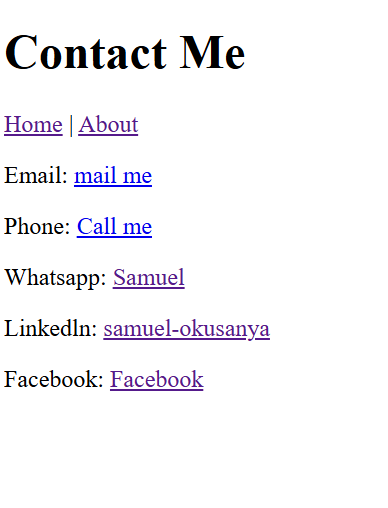 Contact Me
Home | About
Email: mail me
Phone: Call me
Whatsapp: Samuel
Linkedln: samuel-okusanya
Facebook: Facebook